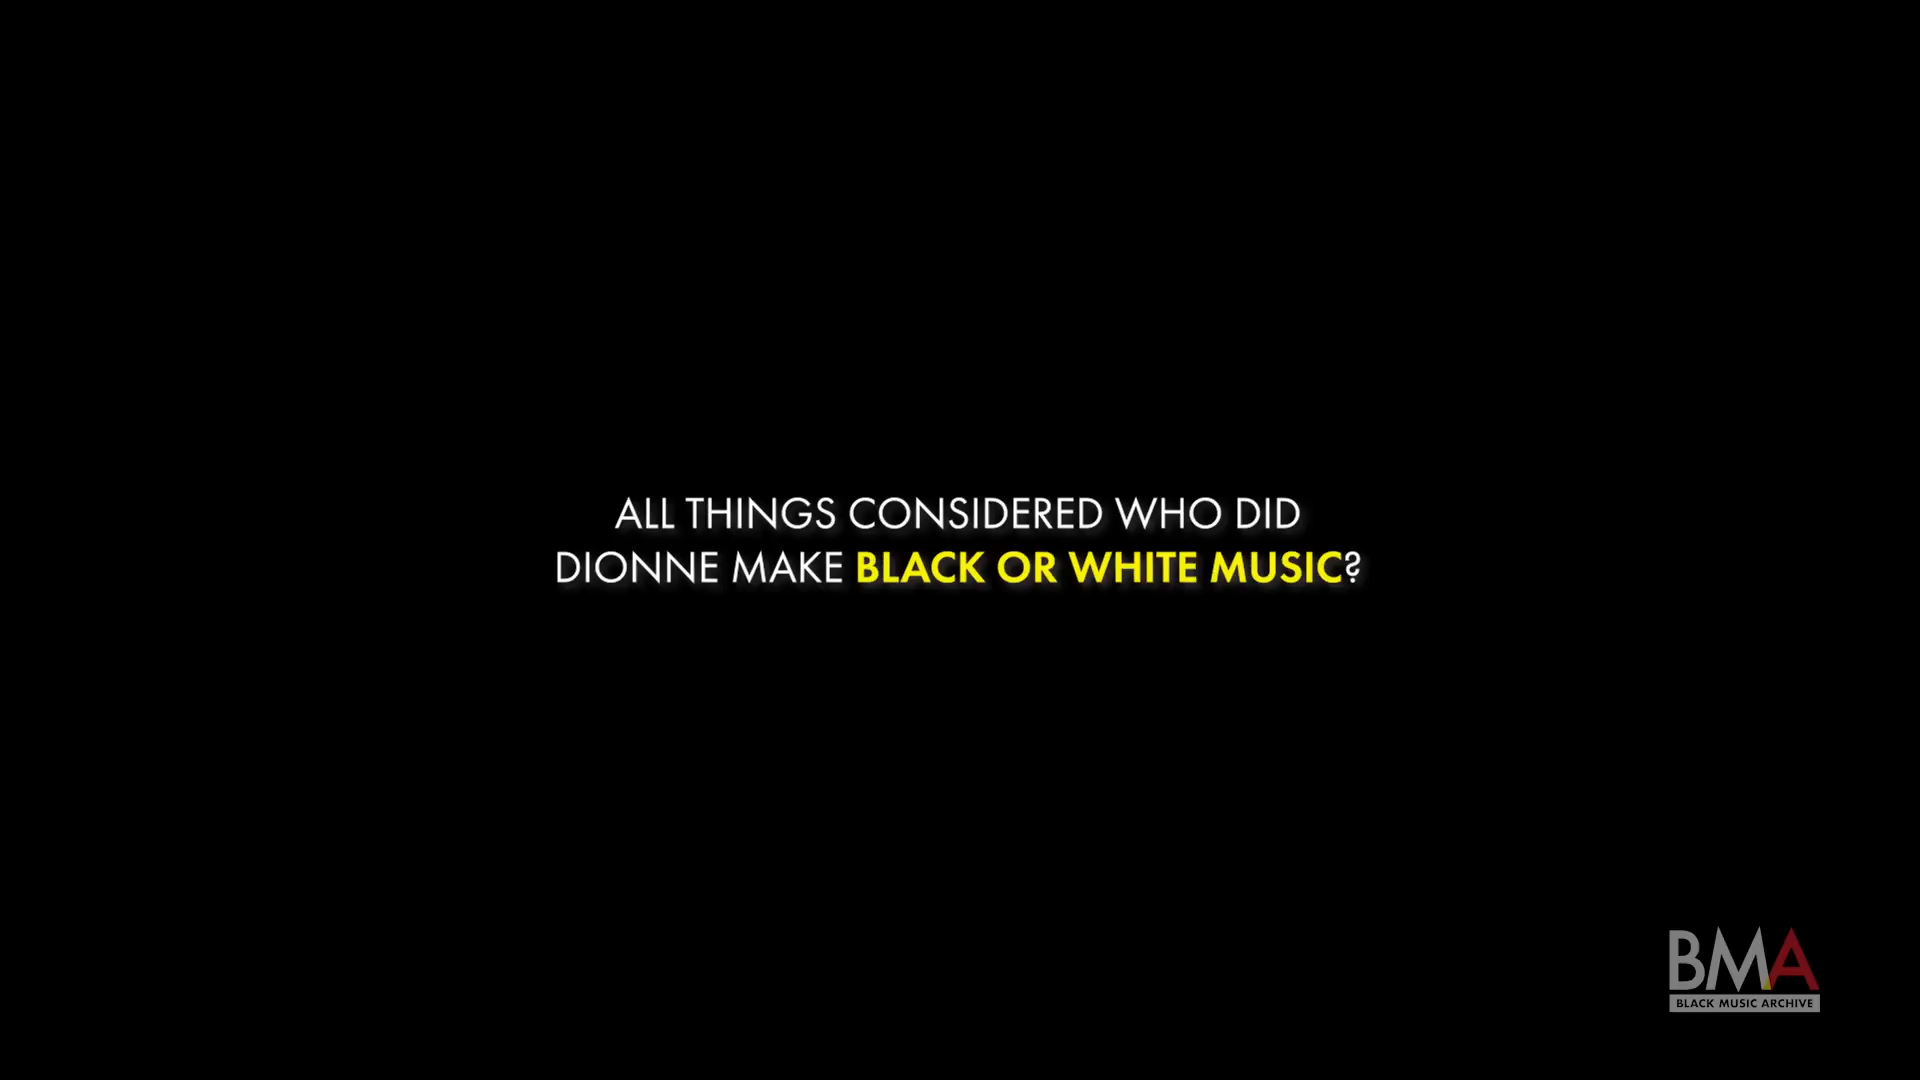 ALL THINGS CONSIDERED WHO DID
DIONNE MAKE BLACK OR WHITE MUSIC?
BMA
BLACK MUSIC ARCHIVE